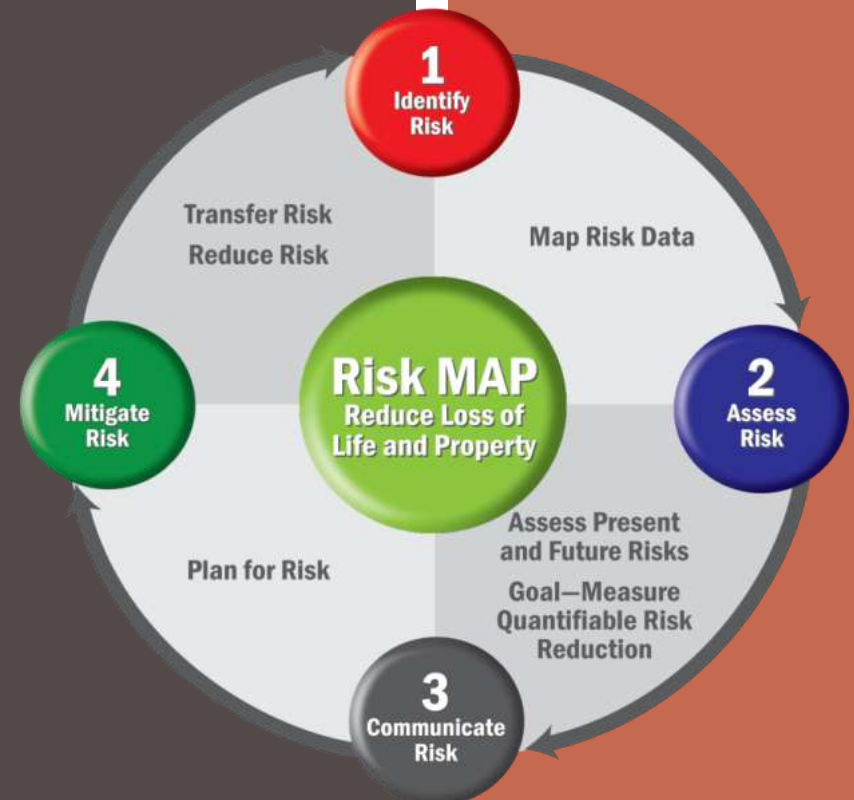 1
Identify
Risk
Transfer Risk
Reduce Risk
Map Risk Data
Risk MAP
Reduce Loss of
Life and Property
4
Mitigate
Risk
2
Assess
Risk
Plan for Risk
Assess Present
and Future Risks
Goal—Measure
Quantifiable Risk
Reduction
3
Communicate
Risk